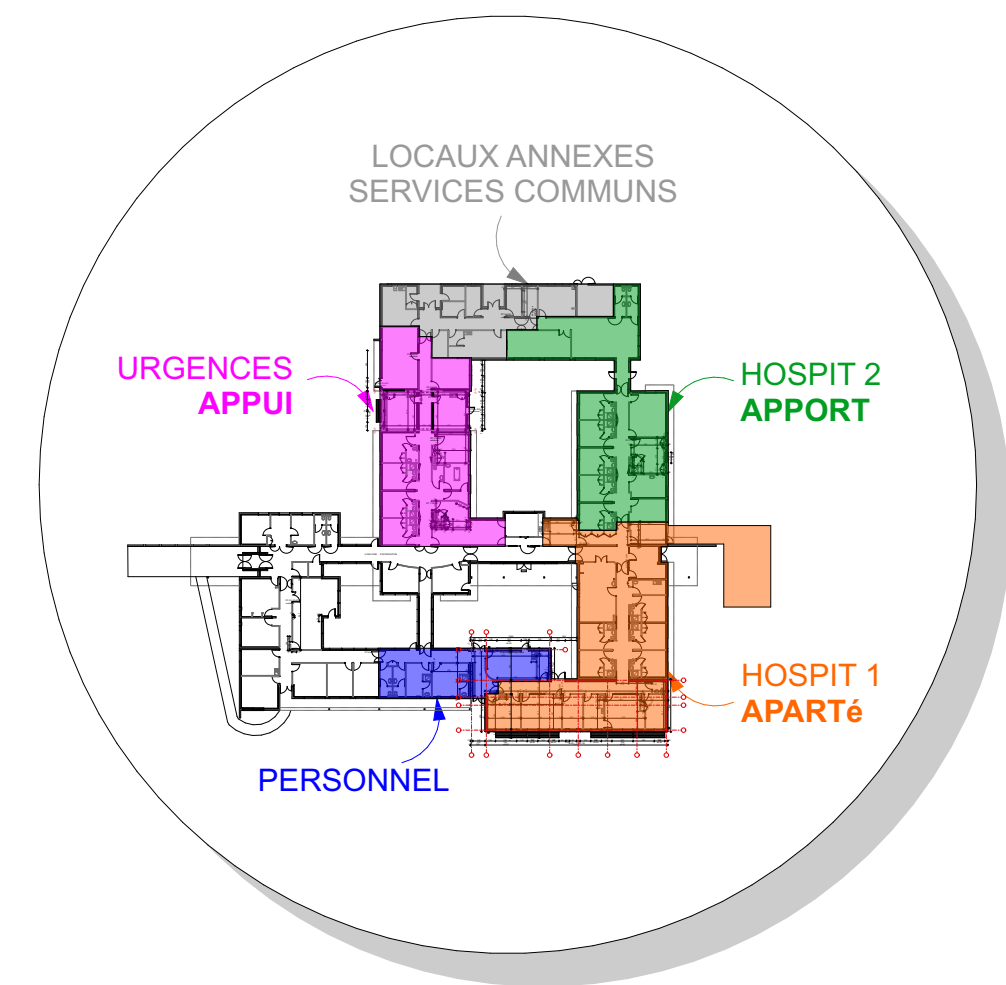 LOCAUX ANNEXES
SERVICES COMMUNS
URGENCES
APPUI
HOSPIT 2
APPORT
HOSPIT 1
APARTé
PERSONNEL